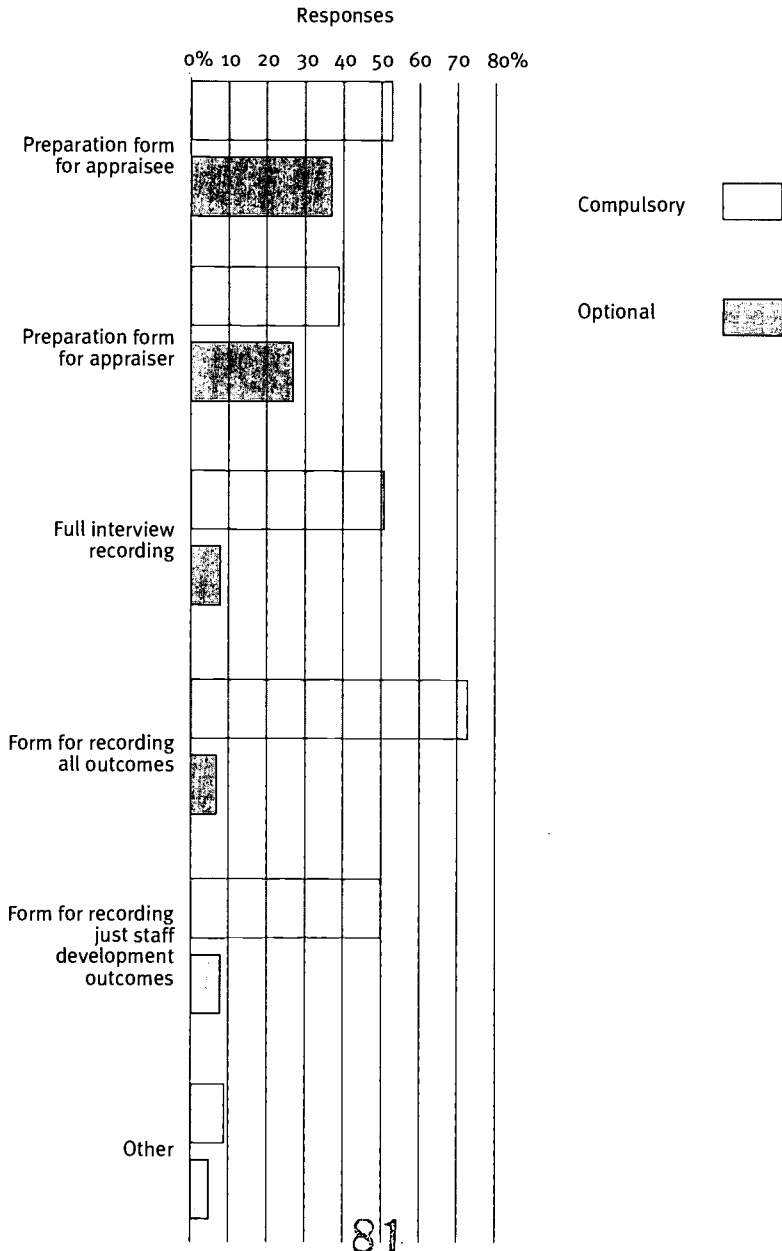 Responses
0% 10 20 30 40 50 60 70 80%
Preparation form
for appraisee
Compulsory
Optional
Preparation form
for appraiser
Full interview
recording
Form for recording
all outcomes
Form for recording
just staff
development
outcomes
Other
81